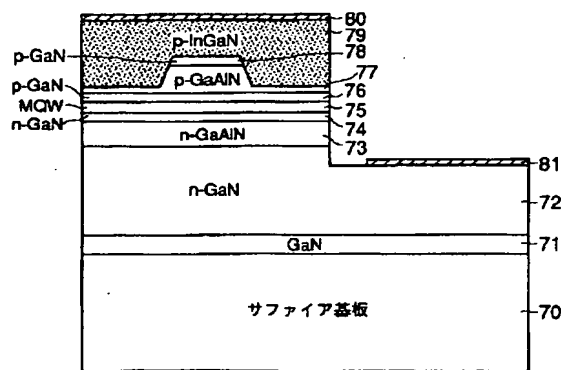 80
p-InGaN
79
p-GaN
78
p-GaAlN
77
p-GaN
76
MQW
75
n-GaN
74
n-GaAlN
73
81
n-GaN
72
GaN
71
サファイア基板
70